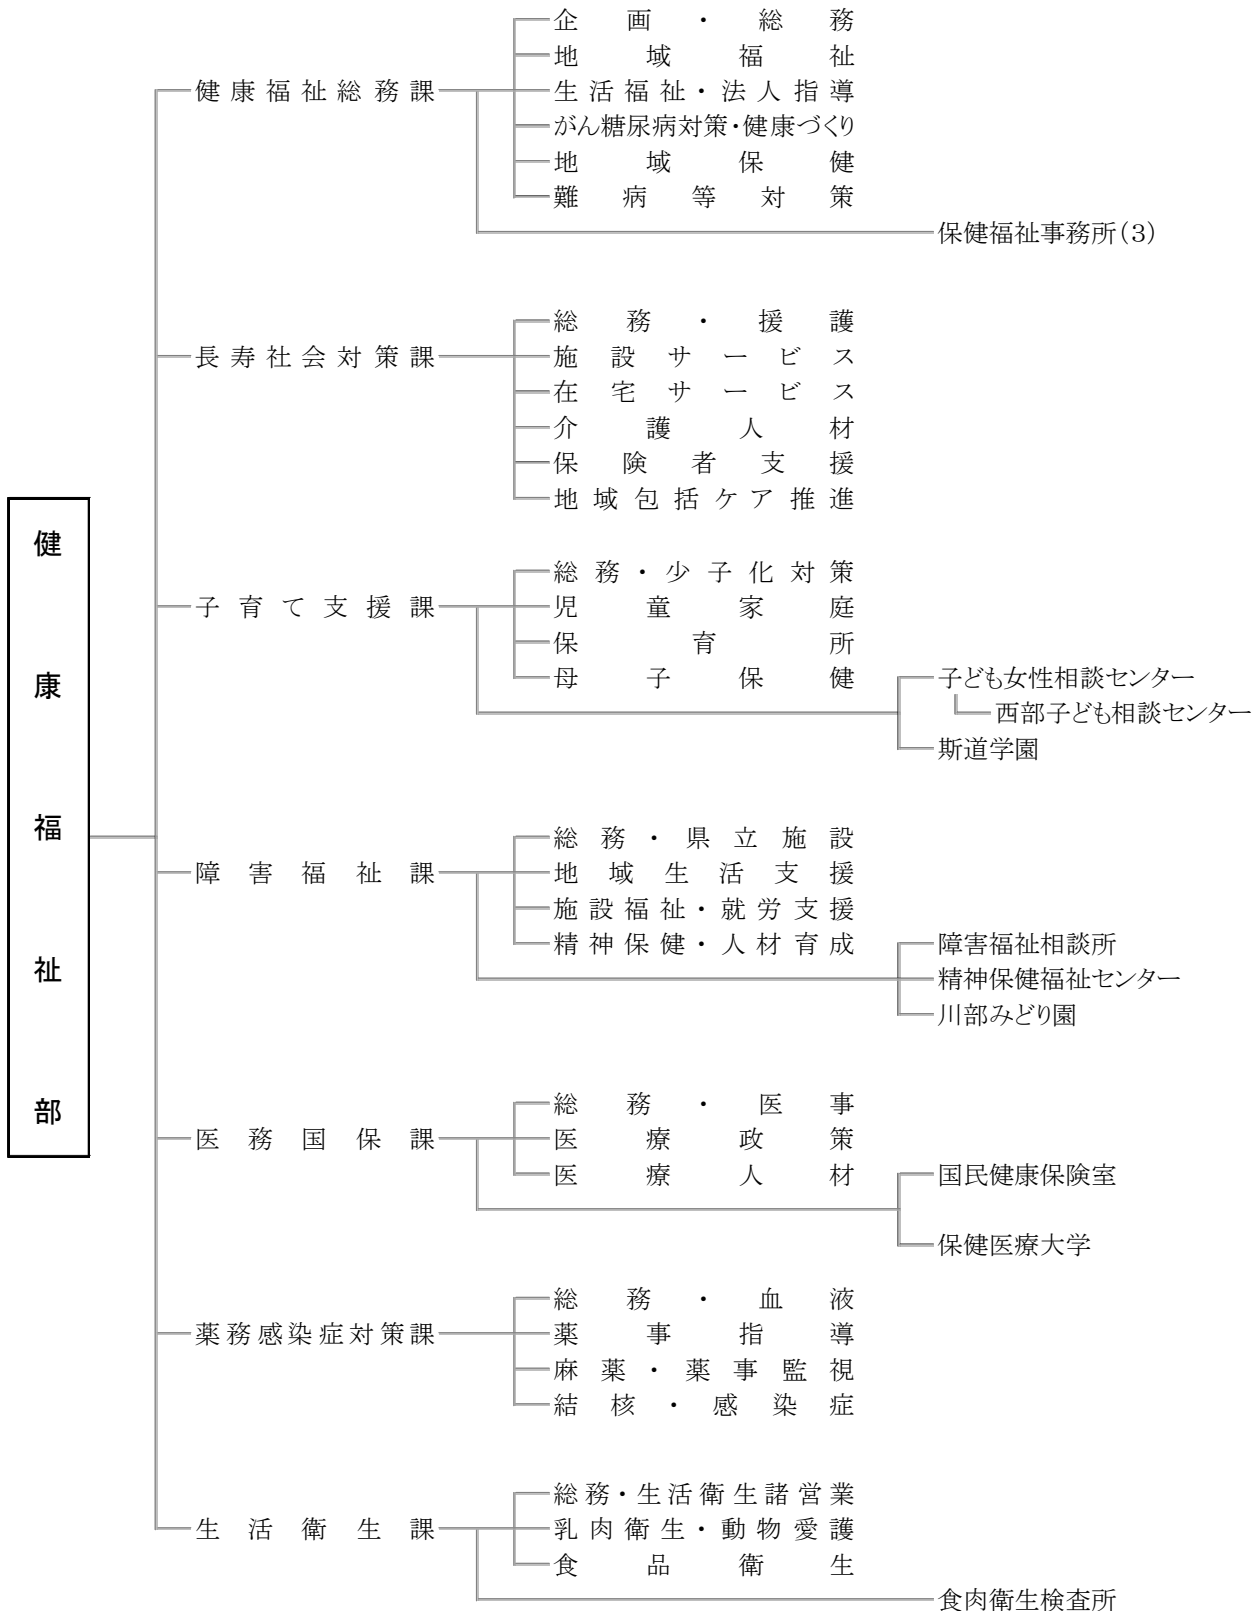 健康福祉部
健康福祉総務課
企画・総務
地域福祉
生活福祉・法人指導
がん糖尿病対策・健康づくり
地域保健
難病等対策
保健福祉事務所(3)
長寿社会対策課
総務・援護
施設サービス
在宅サービス
介護人材
保険者支援
地域包括ケア推進
子育て支援課
総務・少子化対策
児童家庭
保育所
母子保健
子ども女性相談センター
西部子ども相談センター
斯道学園
障害福祉課
総務・県立施設
地域生活支援
施設福祉・就労支援
精神保健・人材育成
障害福祉相談所
精神保健福祉センター
川部みどり園
医務国保課
総務・医事
医療政策
医療人材
国民健康保険室
保健医療大学
薬務感染症対策課
総務・血液
薬事指導
麻薬・薬事監視
結核・感染症
生活衛生課
総務・生活衛生諸営業
乳肉衛生・動物愛護
食品衛生
食肉衛生検査所